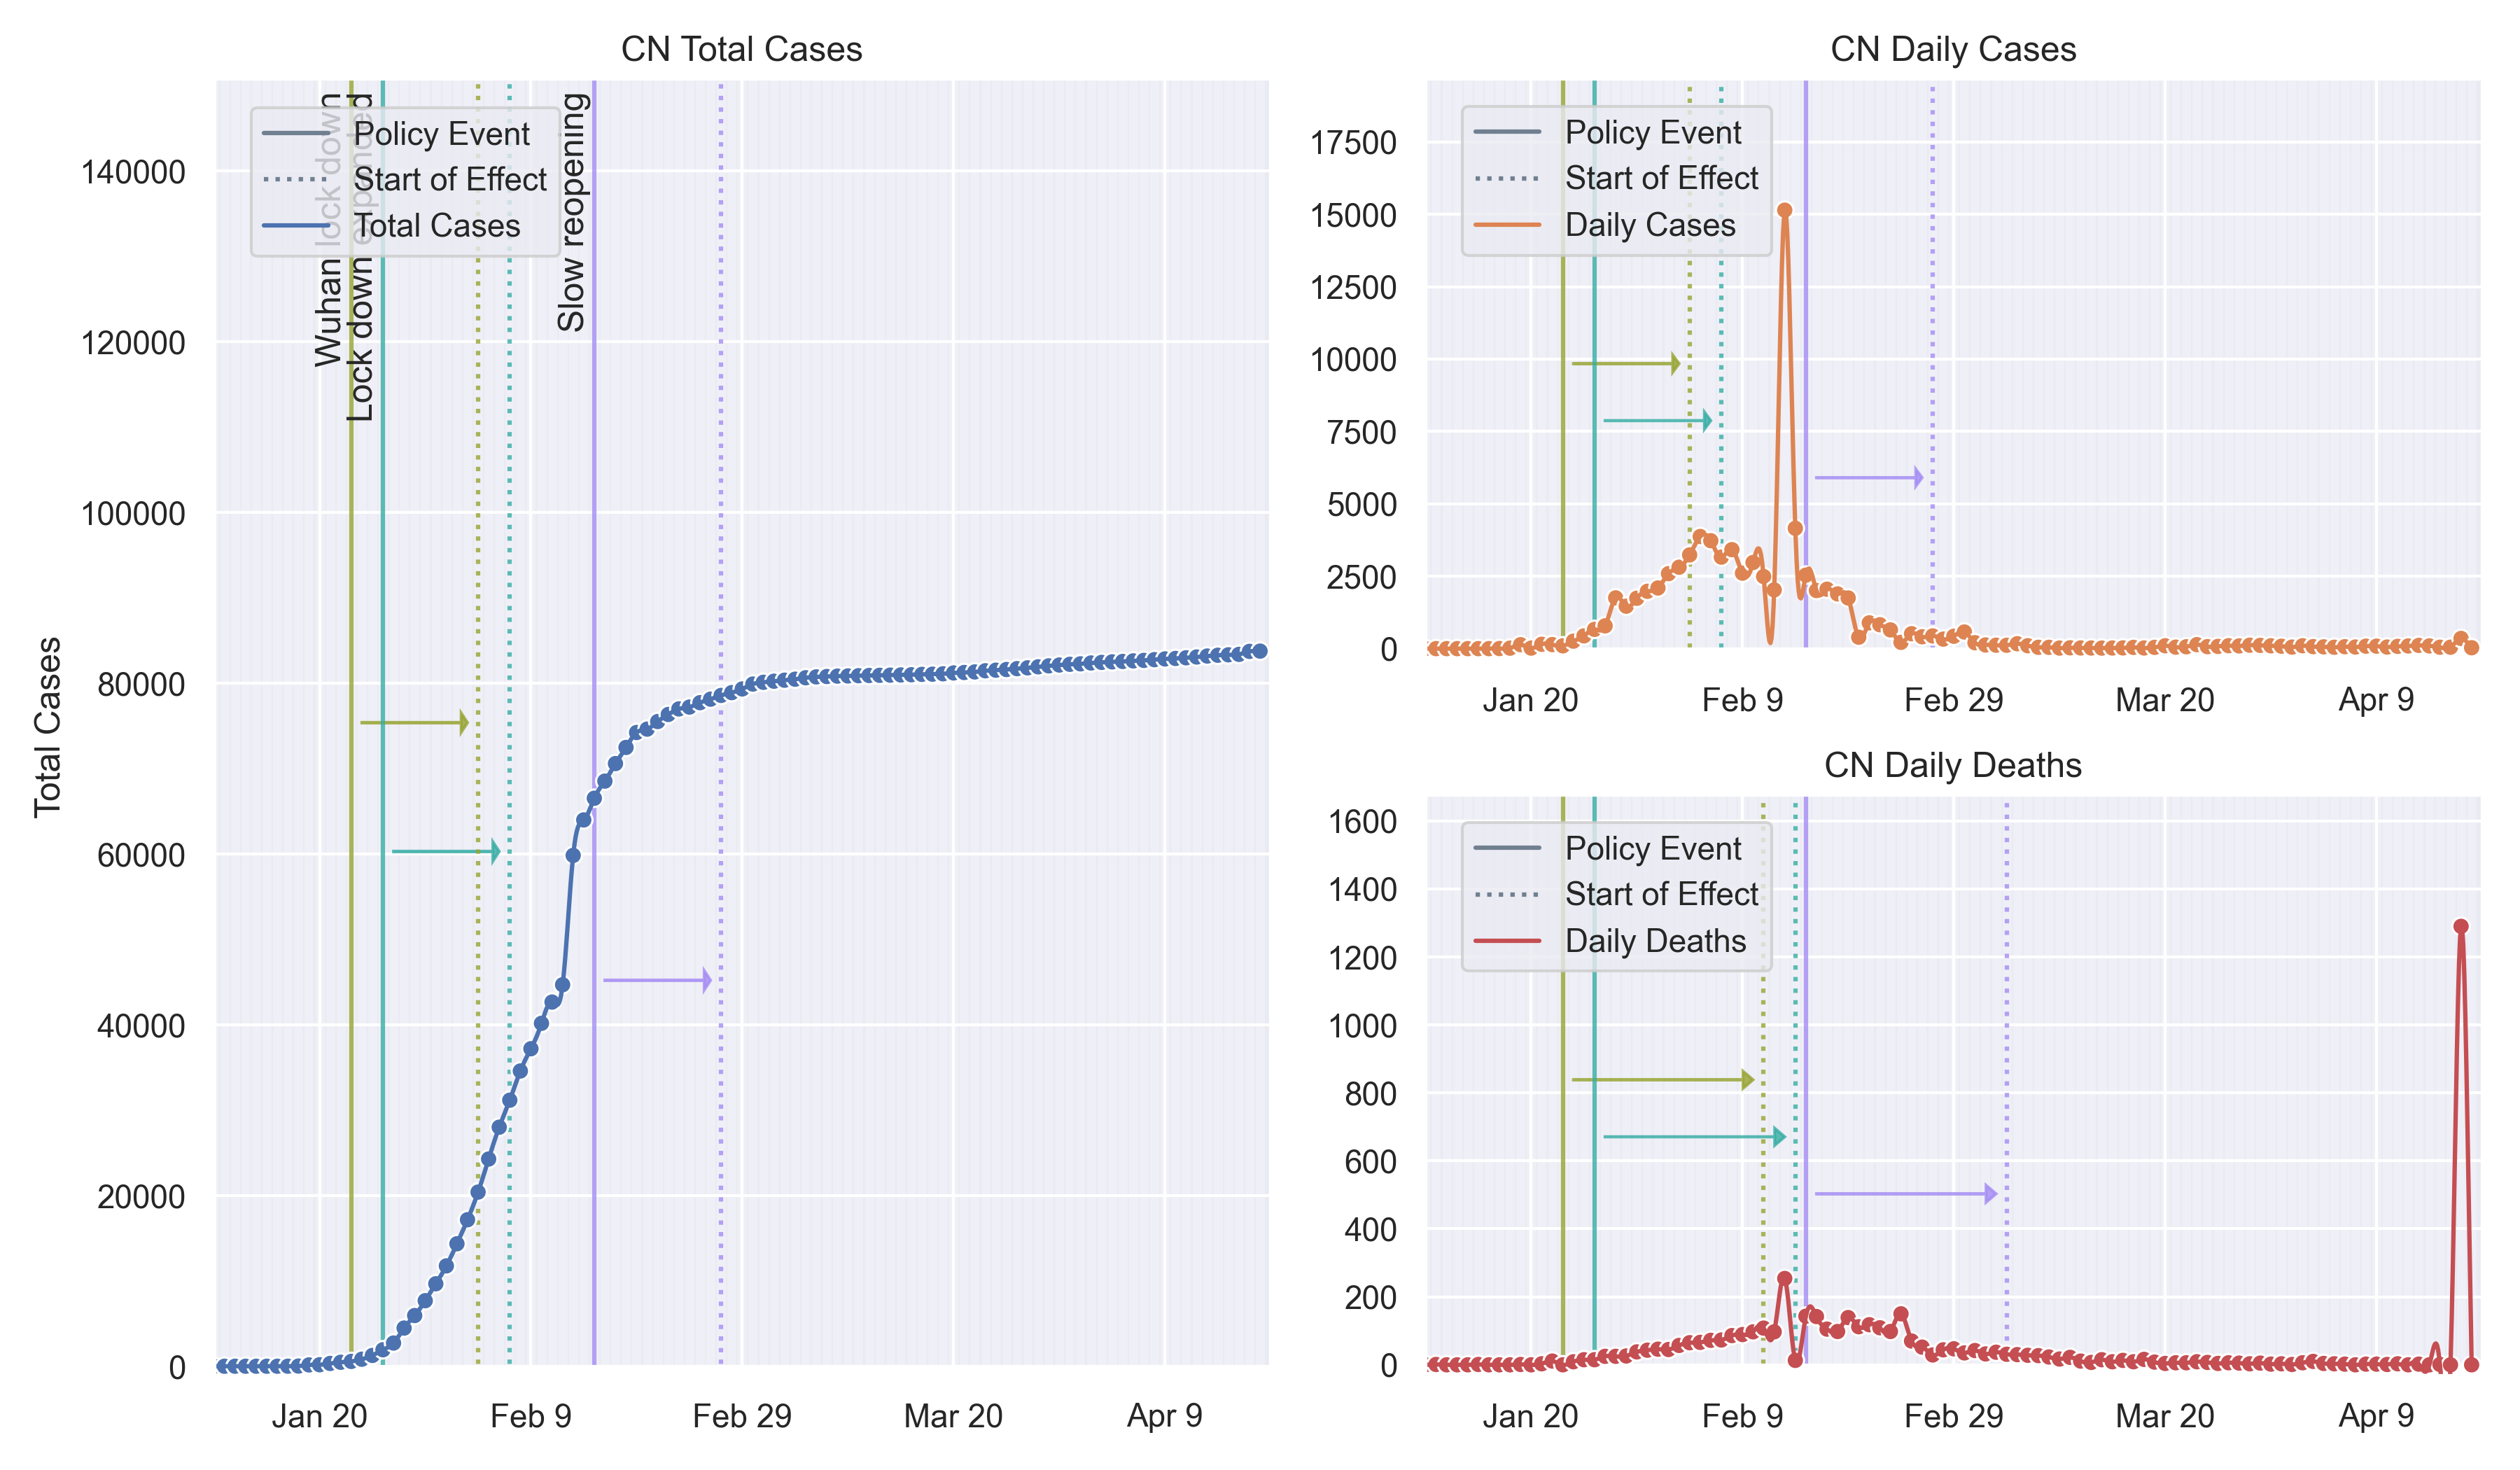 CN Total Cases
Policy Event
Start of Effect
Total Cases
Wuhan lock down
Lock down expanded
Slow reopening
140000
120000
100000
80000
60000
40000
20000
0
Total Cases
Jan 20
Feb 9
Feb 29
Mar 20
Apr 9
CN Daily Cases
Policy Event
Start of Effect
Daily Cases
17500
15000
12500
10000
7500
5000
2500
0
Jan 20
Feb 9
Feb 29
Mar 20
Apr 9
CN Daily Deaths
Policy Event
Start of Effect
Daily Deaths
1600
1400
1200
1000
800
600
400
200
0
Jan 20
Feb 9
Feb 29
Mar 20
Apr 9